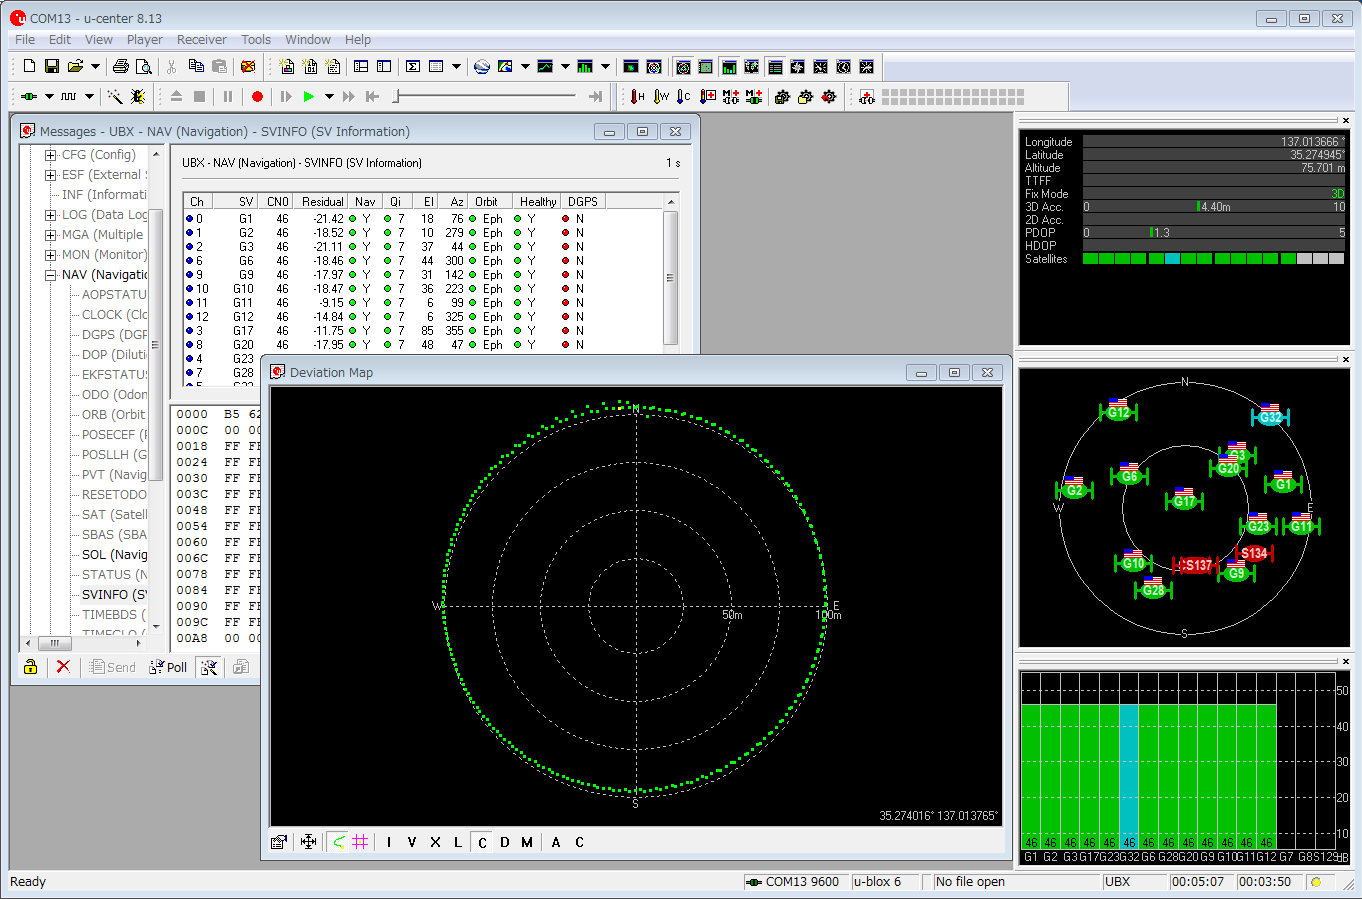 COM13 - u-center 8.13
File Edit View Player Receiver Tools Window Help
Messages - UBX - NAV (Navigation) - SVINFO (SV Information)
CFG (Config)
ESF (External
INF (Informati
LOG (Data Log
MGA (Multiple
MON (Monitor)
NAV (Navigatic
AOPSTATU
CLOCK (Clo
DGPS (DGF
DOP (Diluti
EKFSTATUS
ODO (Odon
ORB (Orbit
POSECEF (F
POSLLH (G
PVT (Navig
RESETODO
SAT (Satell
SBAS (SBA
SOL (Navig
STATUS (N
SVINFO (S
TIMEBDS (
TIMEGLO (
Send Poll
UBX - NAV (Navigation) - SVINFO (SV Information) 1 s
Ch SV CN0 Residual Nav Qi El Az Orbit Healthy DGPS
0 G1 46 -21.42 Y 7 18 76 Eph Y N
1 G2 46 -18.52 Y 7 10 279 Eph Y N
2 G3 46 -21.11 Y 7 37 44 Eph Y N
6 G6 46 -18.46 Y 7 44 300 Eph Y N
9 G9 46 -17.97 Y 7 31 142 Eph Y N
10 G10 46 -18.47 Y 7 36 223 Eph Y N
11 G11 46 -9.15 Y 7 6 99 Eph Y N
12 G12 46 -14.84 Y 7 6 325 Eph Y N
3 G17 46 -11.75 Y 7 85 355 Eph Y N
8 G20 46 -17.95 Y 7 48 47 Eph Y N
4 G23
7 G28
0000 B5 62
000C 00 00
0018 FF FF
0024 FF FF
0030 FF FF
003C FF FF
0048 FF FF
0054 FF FF
0060 FF FF
006C FF FF
0078 FF FF
0084 FF FF
0090 FF FF
009C FF FF
00A8 00 00
Deviation Map
N
W
E
50m
100m
S
35.274016° 137.013765°
I V X L C D M A C
Longitude 137.013666 °
Latitude 35.274945°
Altitude 75.701 m
TTFF
Fix Mode 3D
3D Acc. 0 4.40m 10
2D Acc.
PDOP 0 1.3 5
HDOP
Satellites
N
G12
G32
G3
G20
G6
G1
G2
G17
W
E
G23
G11
S134
G10
S137
G9
G28
S
50
40
30
20
10
46 46 46 46 46 46 46 46 46 46 46 46 46
G1 G2 G3 G17 G23 G32 G6 G28 G20 G9 G10 G11 G12 G7 G8 S129 dB
Ready COM13 9600 u-blox 6 No file open UBX 00:05:07 00:03:50